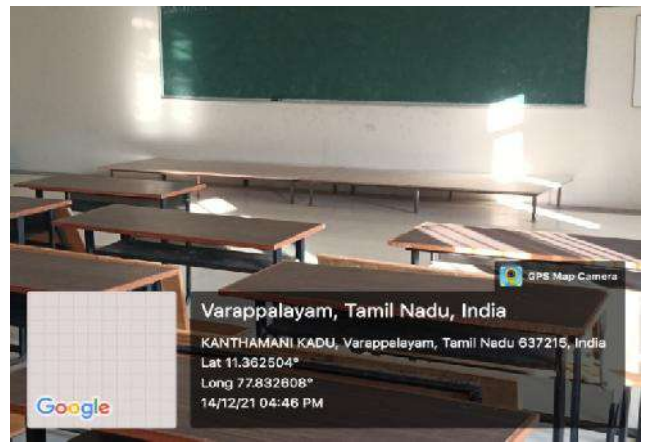 GPS Map Camera
Varappalayam, Tamil Nadu, India
KANTHAMANI KADU, Varappalayam, Tamil Nadu 637215, India
Lat 11.362504°
Long 77.832608°
14/12/21 04:46 PM
Google